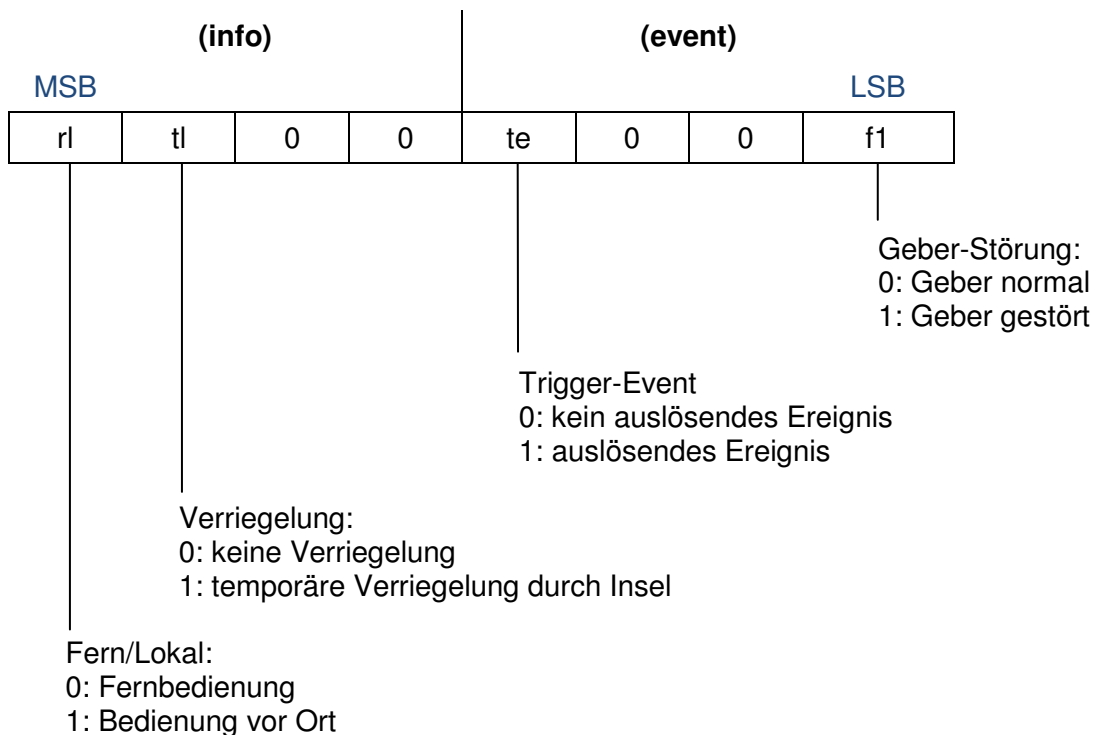 (info) (event)
MSB LSB
rl tl 0 0 te 0 0 f1
Geber-Störung:
0: Geber normal
1: Geber gestört
Trigger-Event
0: kein auslösendes Ereignis
1: auslösendes Ereignis
Verriegelung:
0: keine Verriegelung
1: temporäre Verriegelung durch Insel
Fern/Lokal:
0: Fernbedienung
1: Bedienung vor Ort